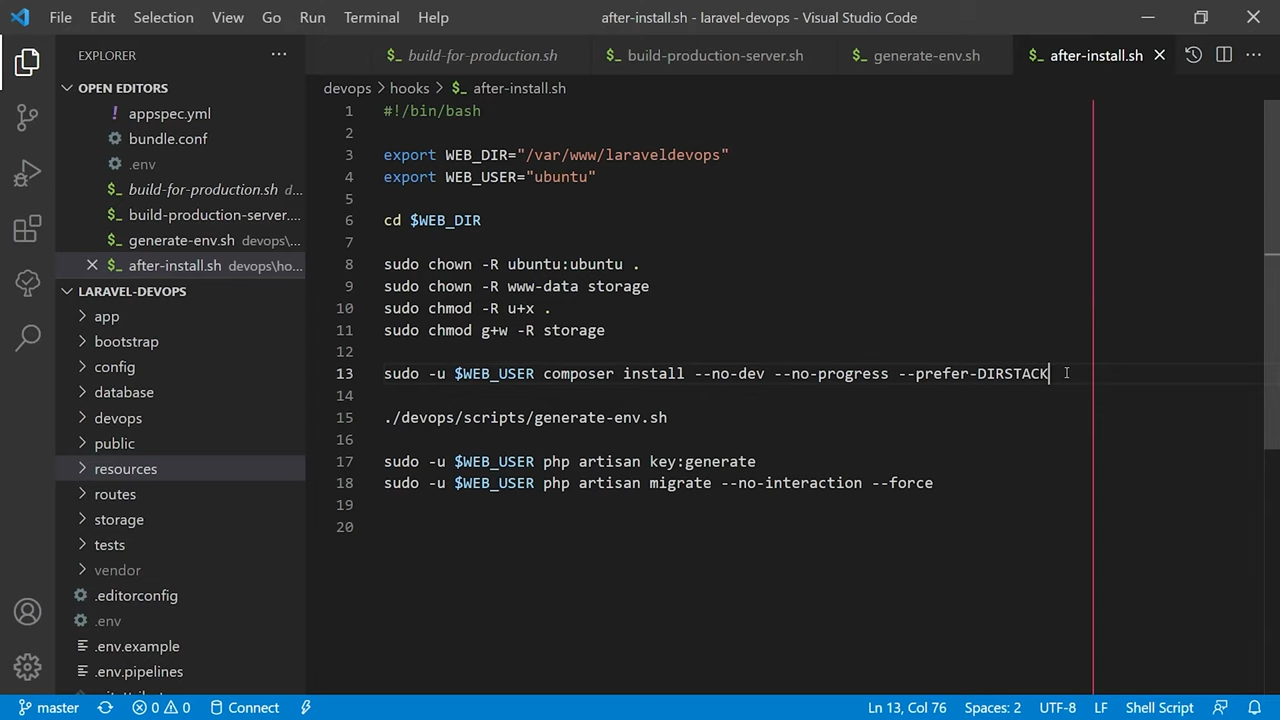 File Edit Selection View Go Run Terminal Help after-install.sh - laravel-devops - Visual Studio Code
EXPLORER
$_ build-for-production.sh $_ build-production-server.sh $_ generate-env.sh $_ after-install.sh
devops > hooks > $_ after-install.sh
OPEN EDITORS
! appspec.yml
bundle.conf
.env
$_ build-for-production.sh d...
$_ build-production-server....
$_ generate-env.sh devops\...
$_ after-install.sh devops\ho...
LARAVEL-DEVOPS
app
bootstrap
config
database
devops
public
resources
routes
storage
tests
vendor
.editorconfig
.env
.env.example
.env.pipelines
1 #!/bin/bash
2
3 export WEB_DIR="/var/www/laraveldevops"
4 export WEB_USER="ubuntu"
5
6 cd $WEB_DIR
7
8 sudo chown -R ubuntu:ubuntu .
9 sudo chown -R www-data storage
10 sudo chmod -R u+x .
11 sudo chmod g+w -R storage
12
13 sudo -u $WEB_USER composer install --no-dev --no-progress --prefer-DIRSTACK
14
15 ./devops/scripts/generate-env.sh
16
17 sudo -u $WEB_USER php artisan key:generate
18 sudo -u $WEB_USER php artisan migrate --no-interaction --force
19
20
master 0 0 Connect Ln 13, Col 76 Spaces: 2 UTF-8 LF Shell Script